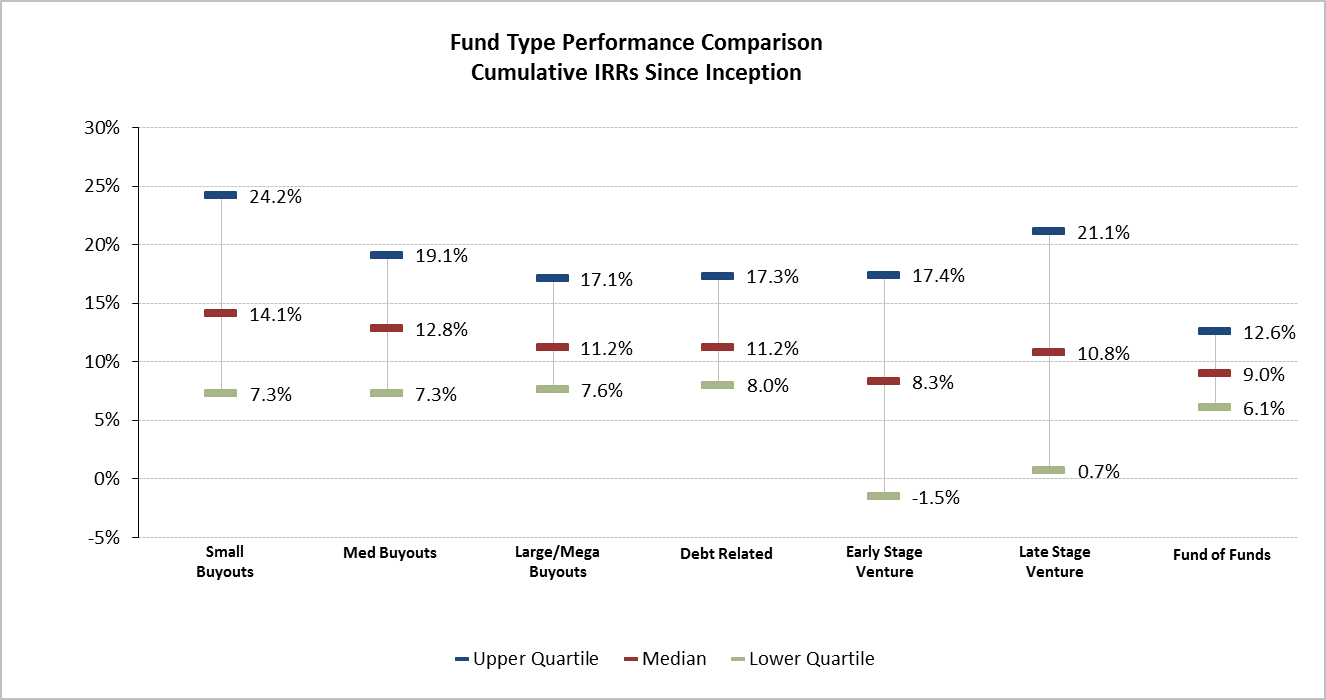 Fund Type Performance Comparison
Cumulative IRRs Since Inception
30%
25%
20%
15%
10%
5%
0%
-5%
24.2%
14.1%
7.3%
19.1%
12.8%
7.3%
17.1%
11.2%
7.6%
17.3%
11.2%
8.0%
17.4%
8.3%
-1.5%
21.1%
10.8%
0.7%
12.6%
9.0%
6.1%
Small
Buyouts
Med Buyouts
Large/Mega
Buyouts
Debt Related
Early Stage
Venture
Late Stage
Venture
Fund of Funds
Upper Quartile
Median
Lower Quartile